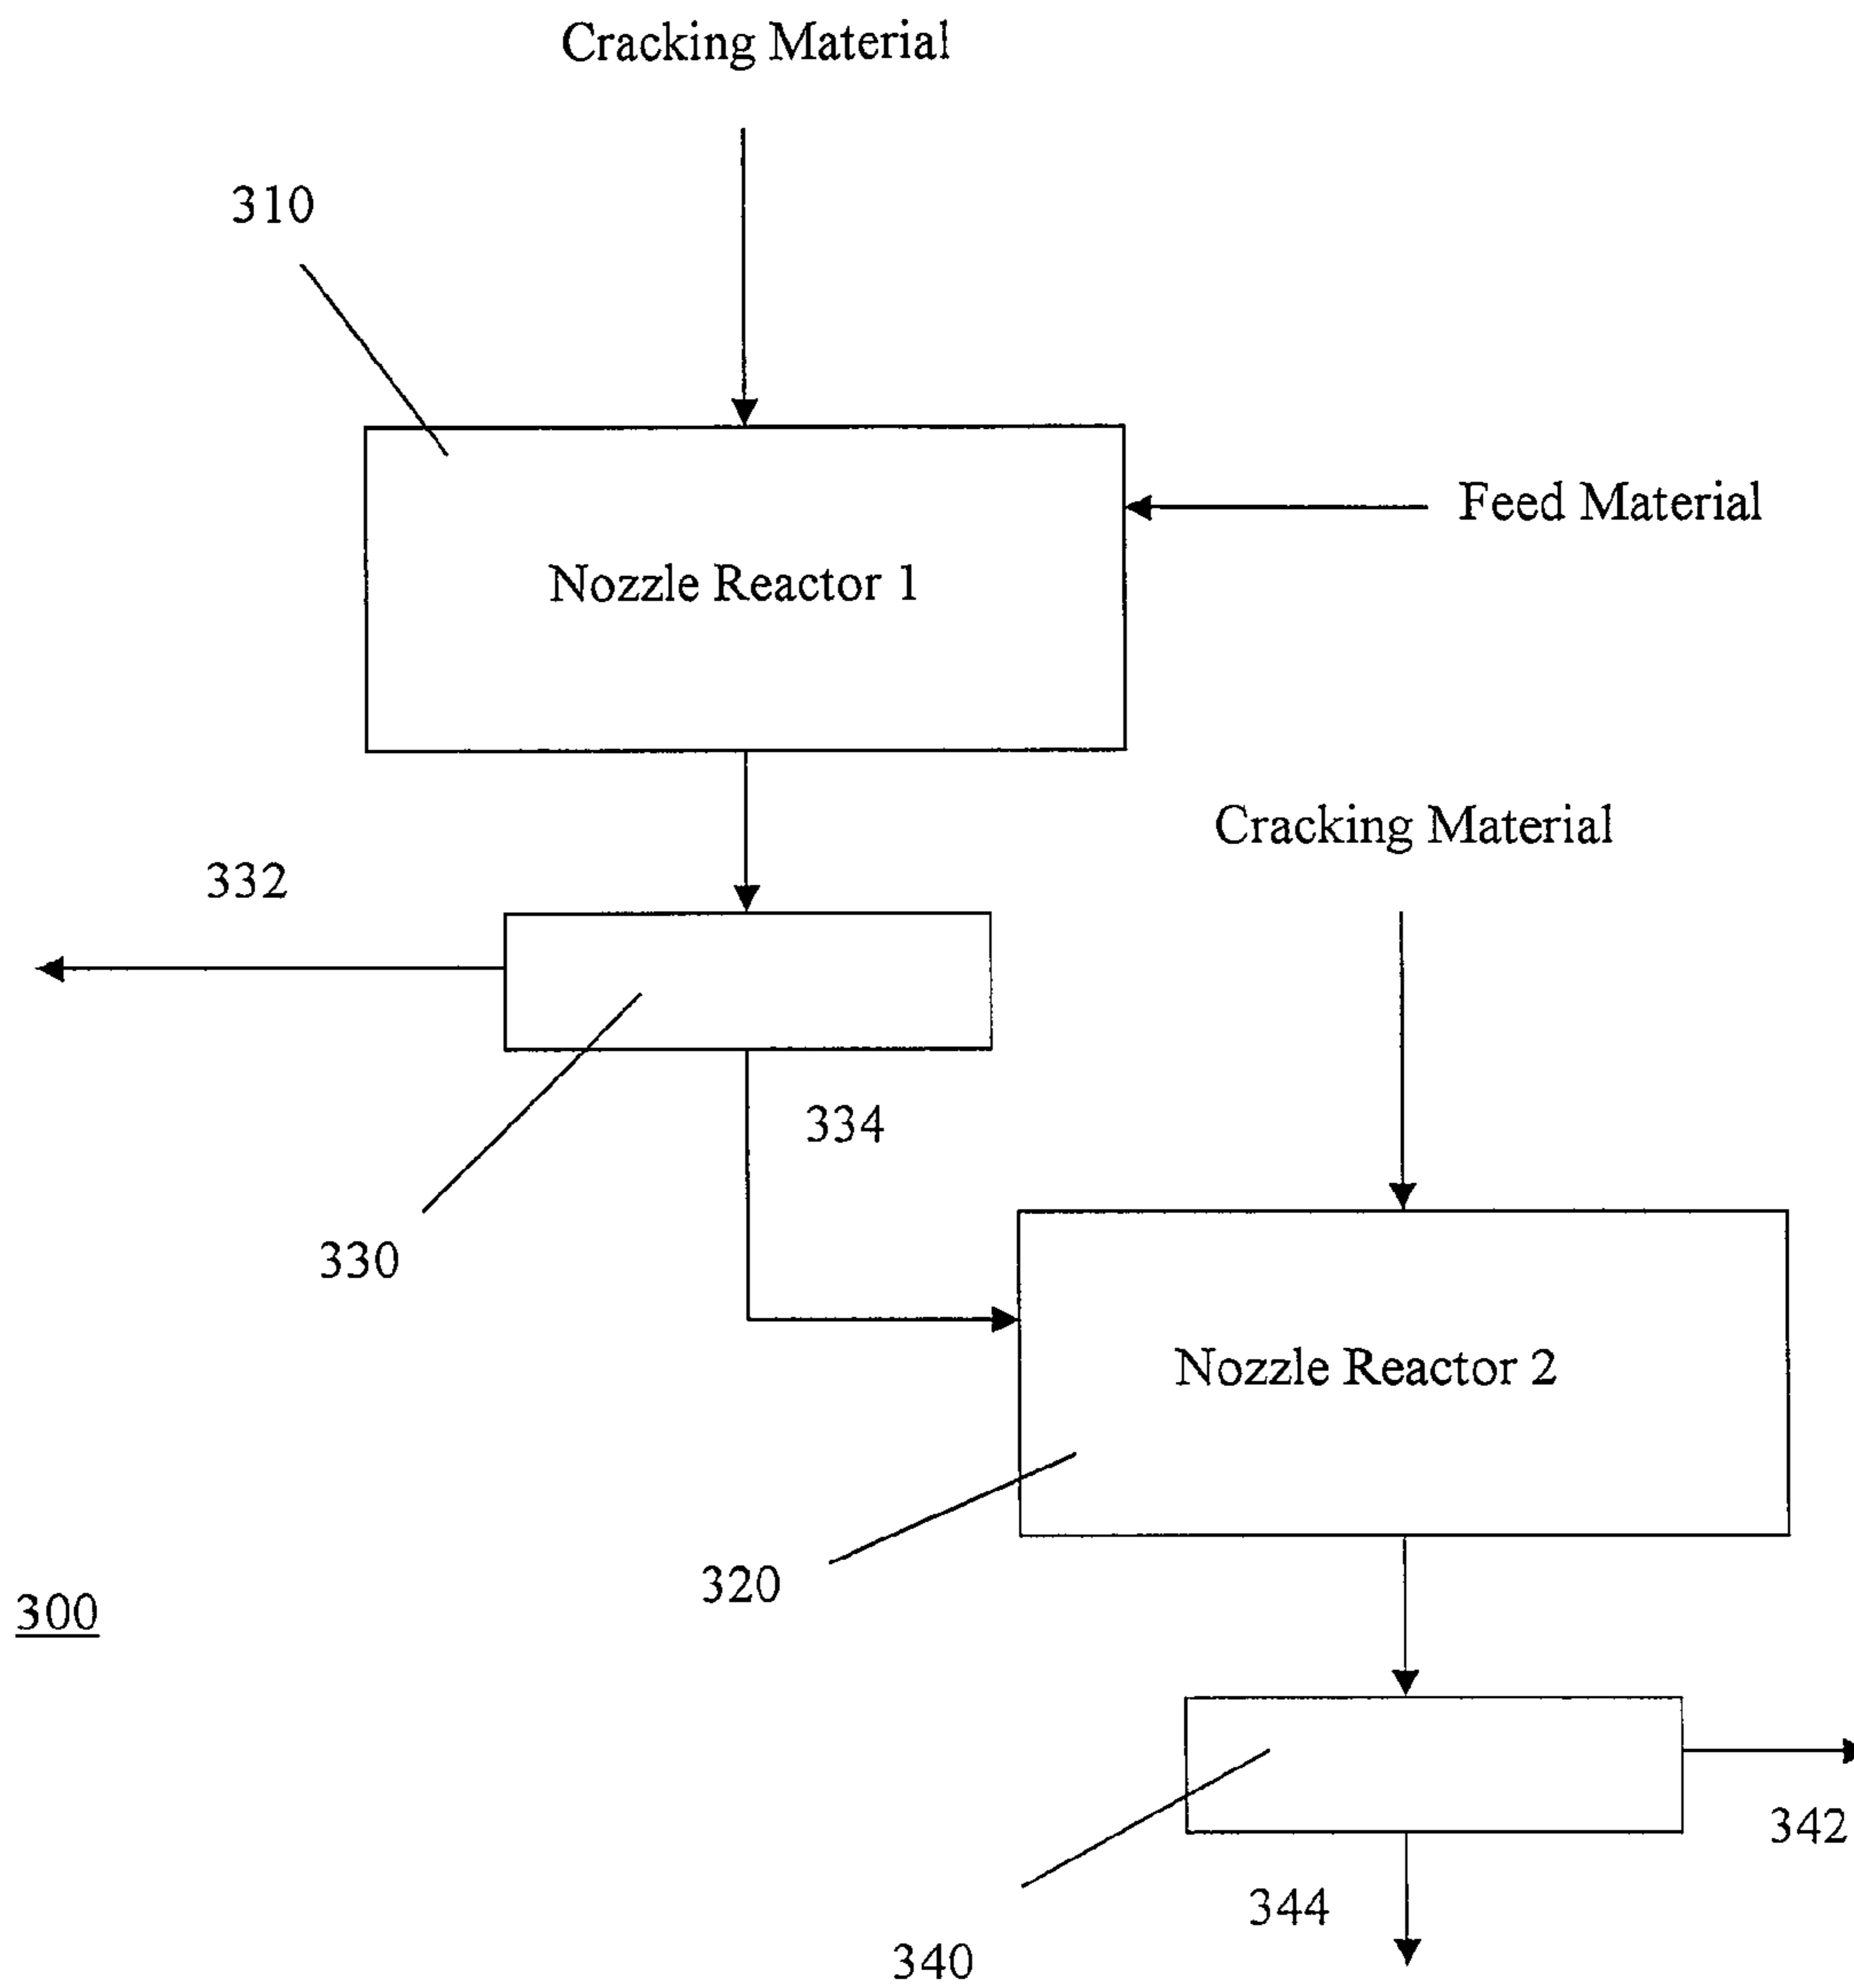 Cracking Material
310
Feed Material
Nozzle Reactor 1
Cracking Material
332
334
330
Nozzle Reactor 2
320
300
342
344
340